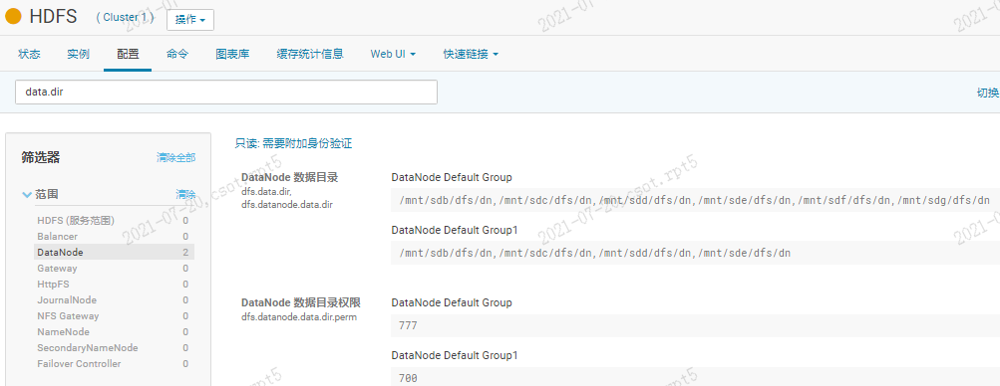 HDFS ( Cluster 1 ) 操作
状态 实例 配置 命令 图表库 缓存统计信息 Web UI 快速链接
data.dir 切换
筛选器 清除全部
只读: 需要附加身份验证
范围 清除
HDFS (服务范围) 0
Balancer 0
DataNode 2
Gateway 0
HttpFS 0
JournalNode 0
NFS Gateway 0
NameNode 0
SecondaryNameNode 0
Failover Controller 0
DataNode 数据目录
dfs.data.dir,
dfs.datanode.data.dir
DataNode Default Group
/mnt/sdb/dfs/dn,/mnt/sdc/dfs/dn,/mnt/sdd/dfs/dn,/mnt/sde/dfs/dn,/mnt/sdf/dfs/dn,/mnt/sdg/dfs/dn
DataNode Default Group1
/mnt/sdb/dfs/dn,/mnt/sdc/dfs/dn,/mnt/sdd/dfs/dn,/mnt/sde/dfs/dn
DataNode 数据目录权限
dfs.datanode.data.dir.perm
DataNode Default Group
777
DataNode Default Group1
700
2021-07-20,csot.rpt5